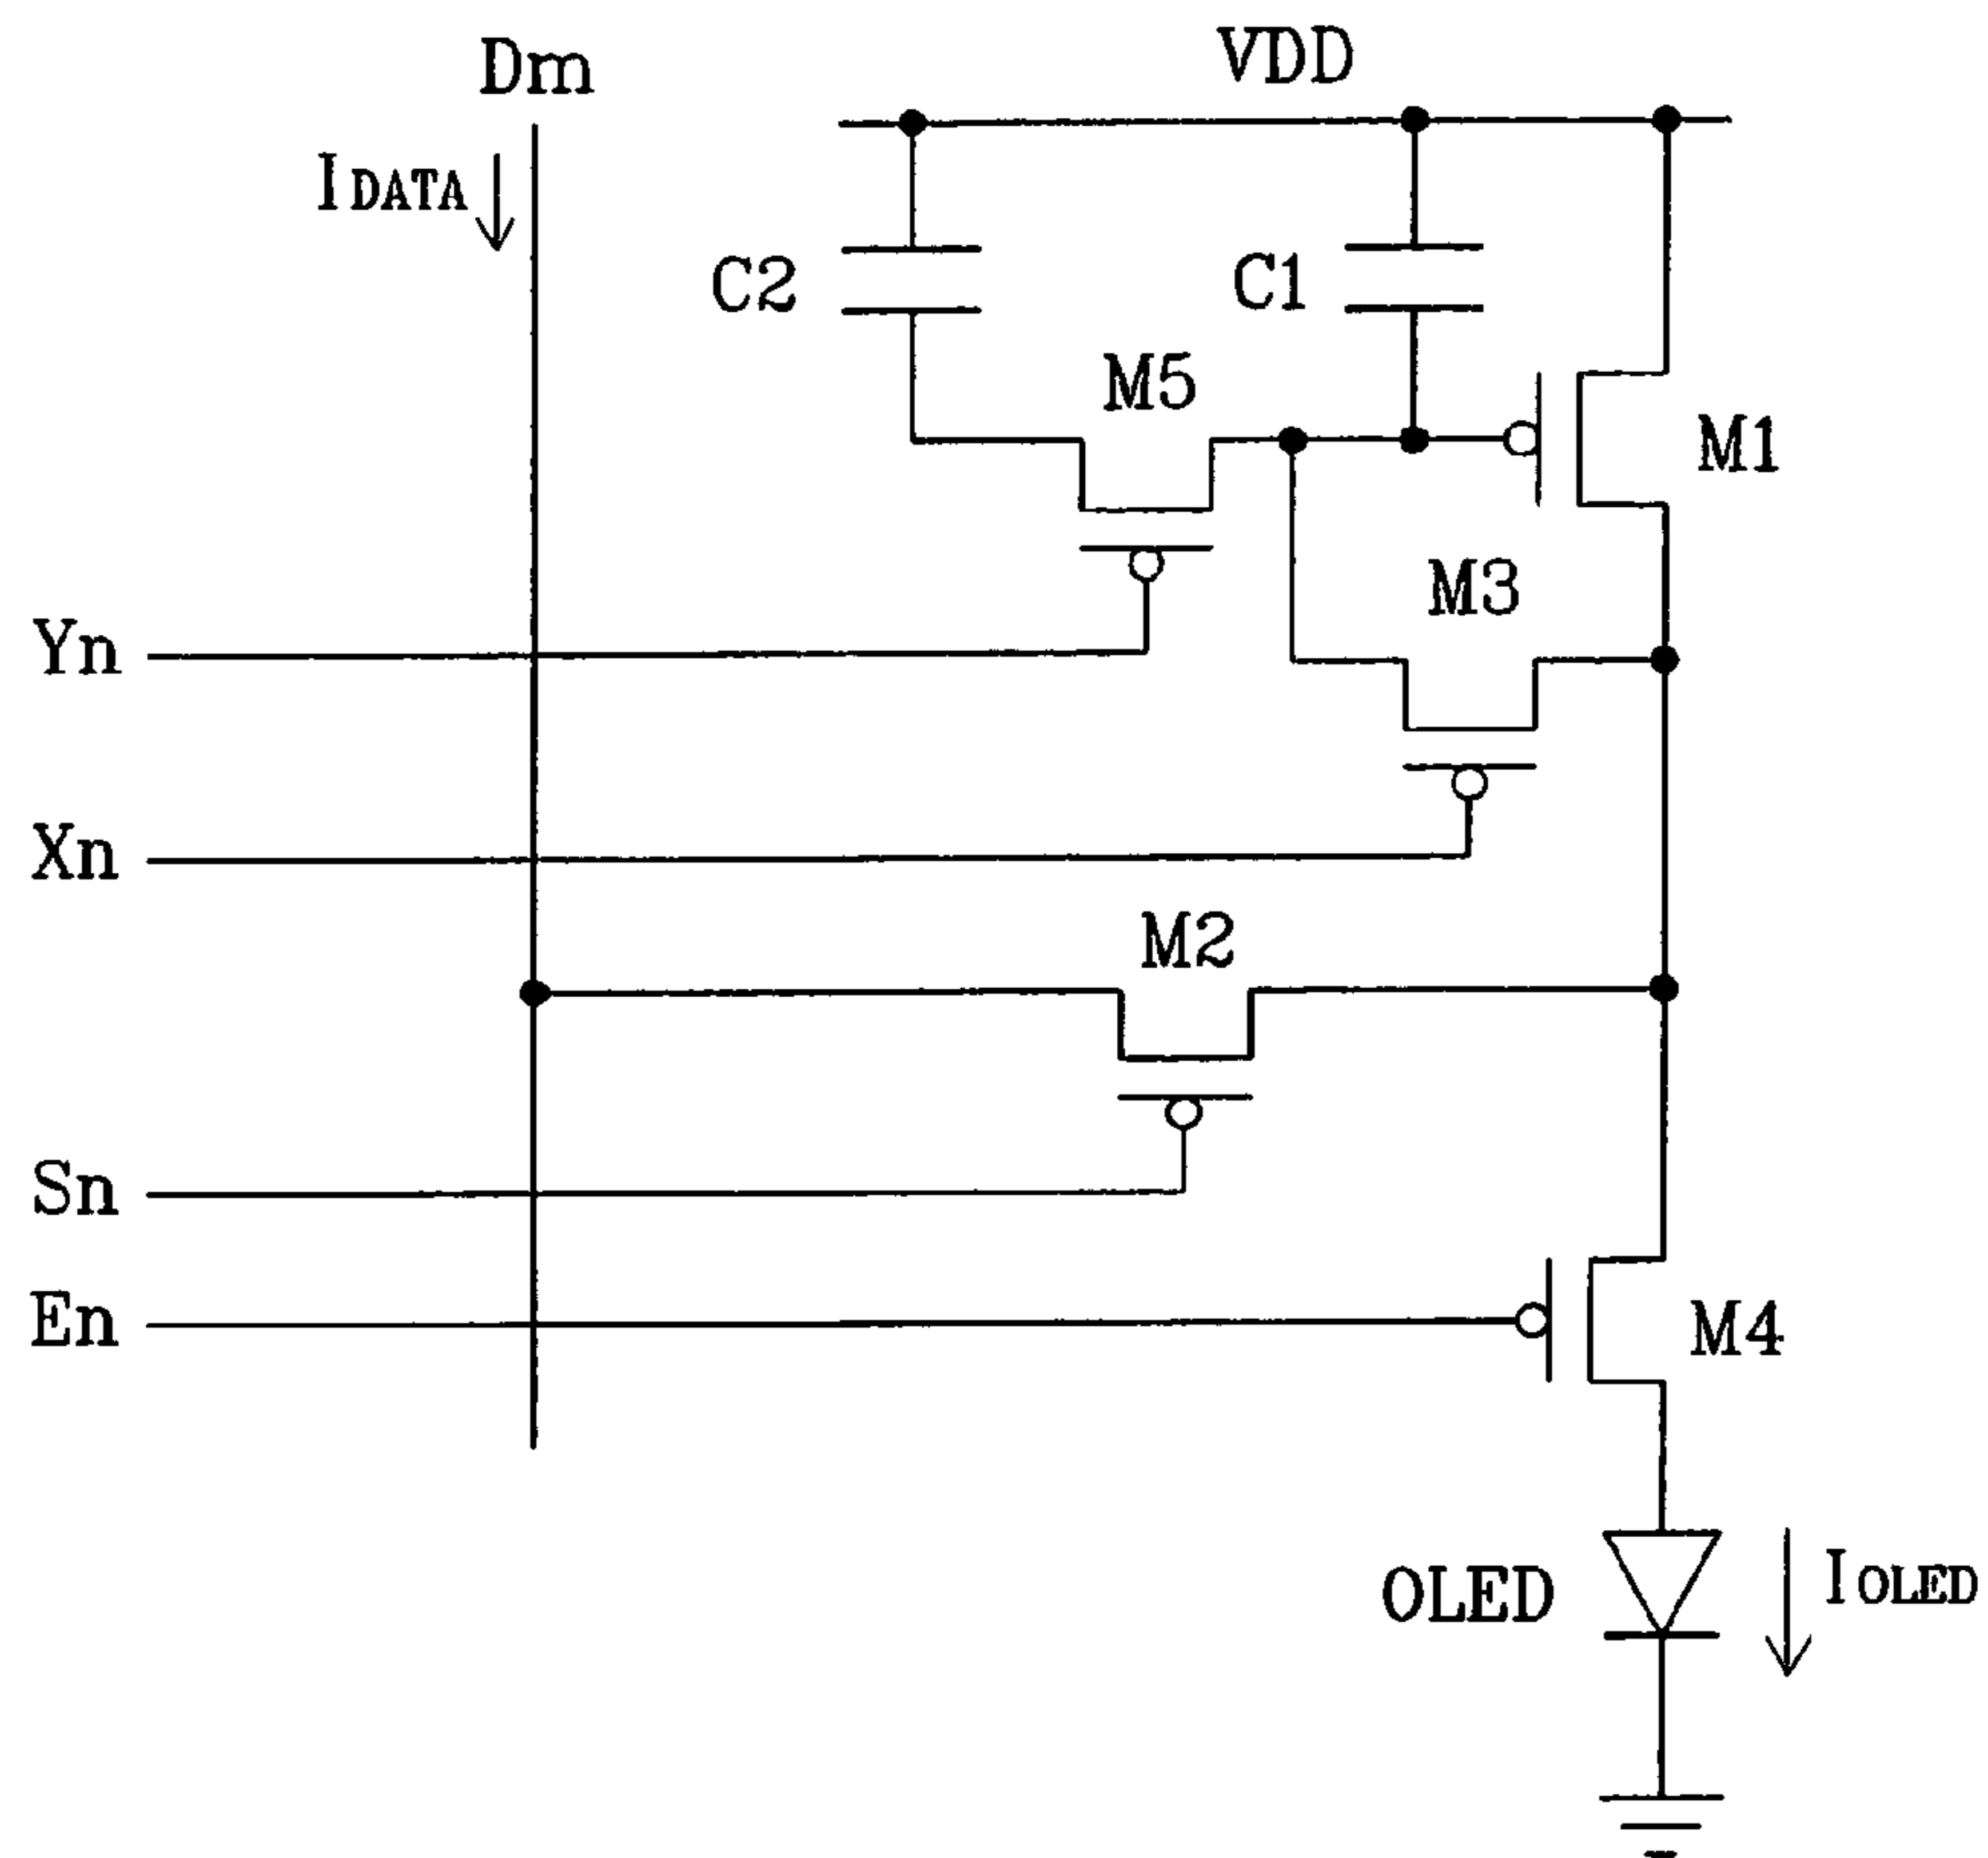 Dm
VDD
IDATA
C2
C1
M5
M1
M3
Yn
Xn
M2
Sn
En
M4
OLED
IOLED